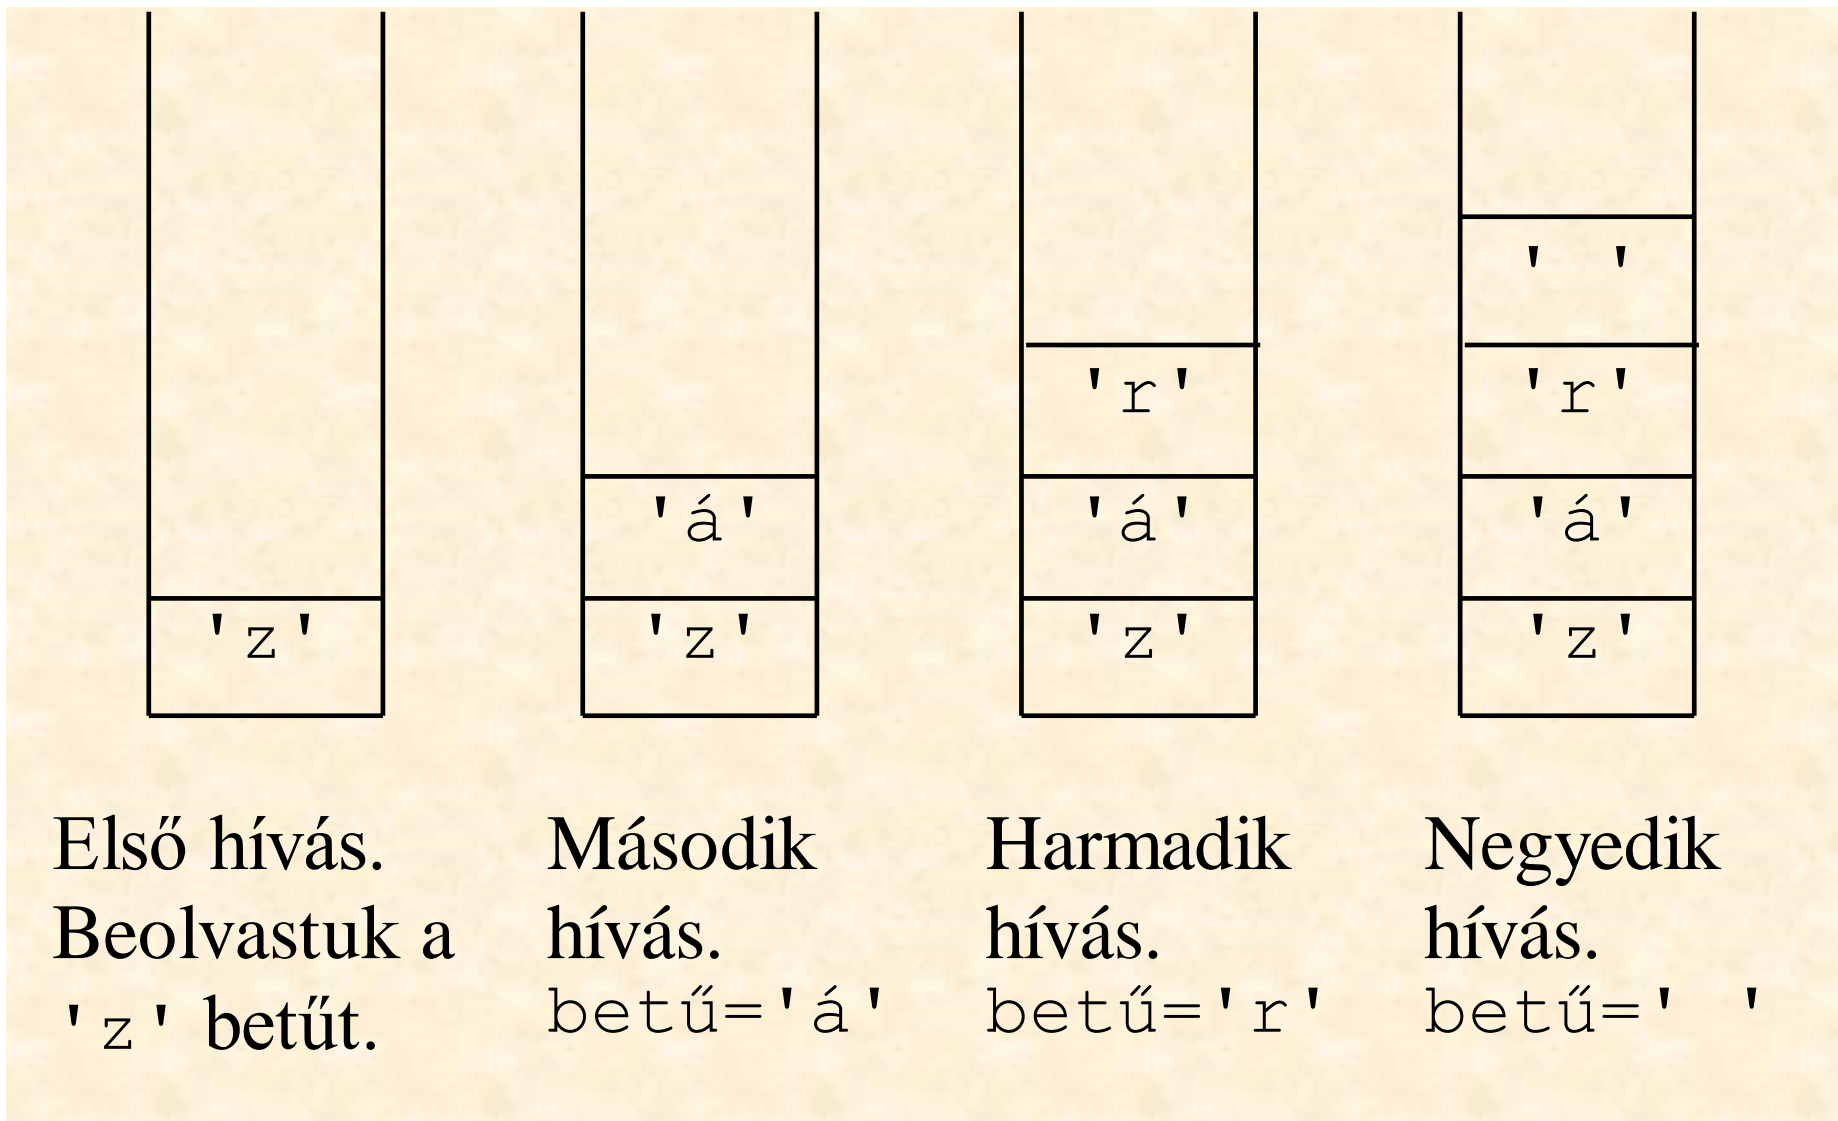 'z'
'á'
'z'
'r'
'á'
'z'
' '
'r'
'á'
'z'
Első hívás.
Beolvastuk a
'z' betűt.
Második
hívás.
betű='á'
Harmadik
hívás.
betű='r'
Negyedik
hívás.
betű=' '